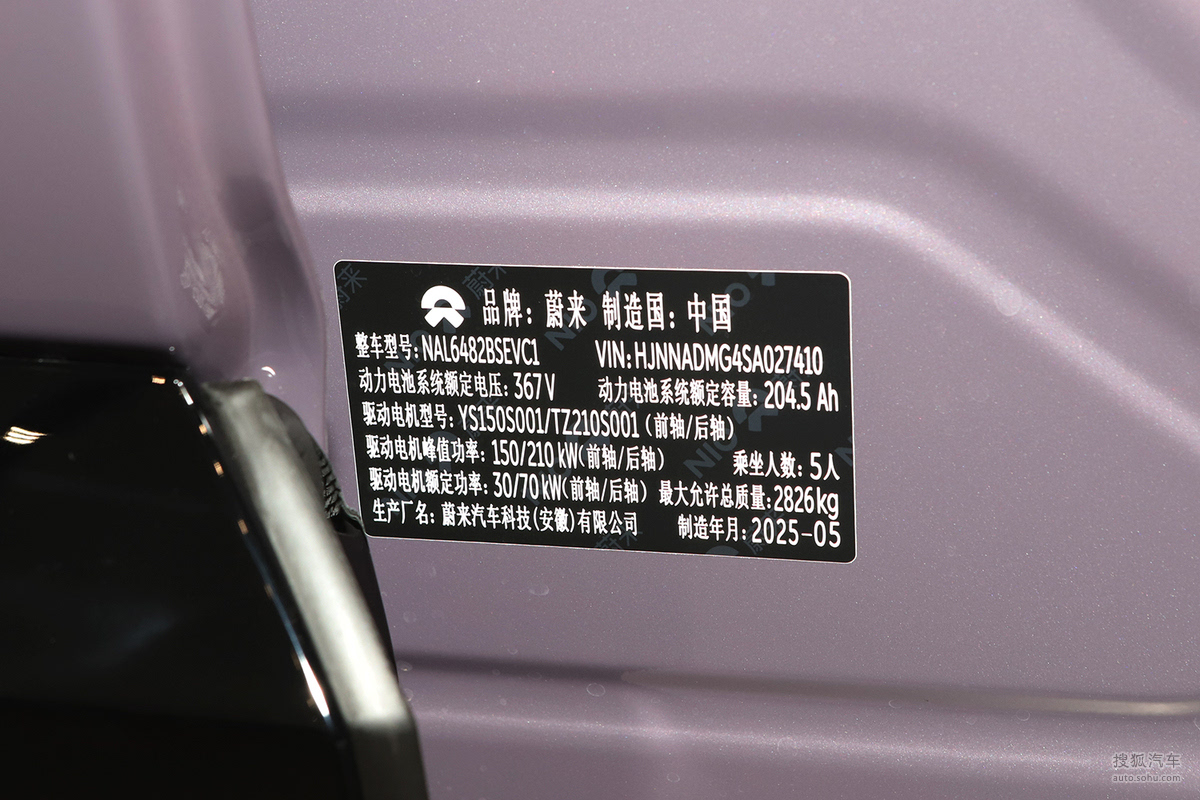 品牌：蔚来 制造国：中国
整车型号：NAL6482BSEVC1 VIN：HJNNADMG4SA027410
动力电池系统额定电压：367V 动力电池系统额定容量：204.5 Ah
驱动电机型号：YS150S001/TZ210S001（前轴/后轴）
驱动电机峰值功率：150/210 kW（前轴/后轴） 乘坐人数：5人
驱动电机额定功率：30/70 kW（前轴/后轴） 最大允许总质量：2826kg
生产厂名：蔚来汽车科技（安徽）有限公司 制造年月：2025-05
搜狐汽车
auto.sohu.com